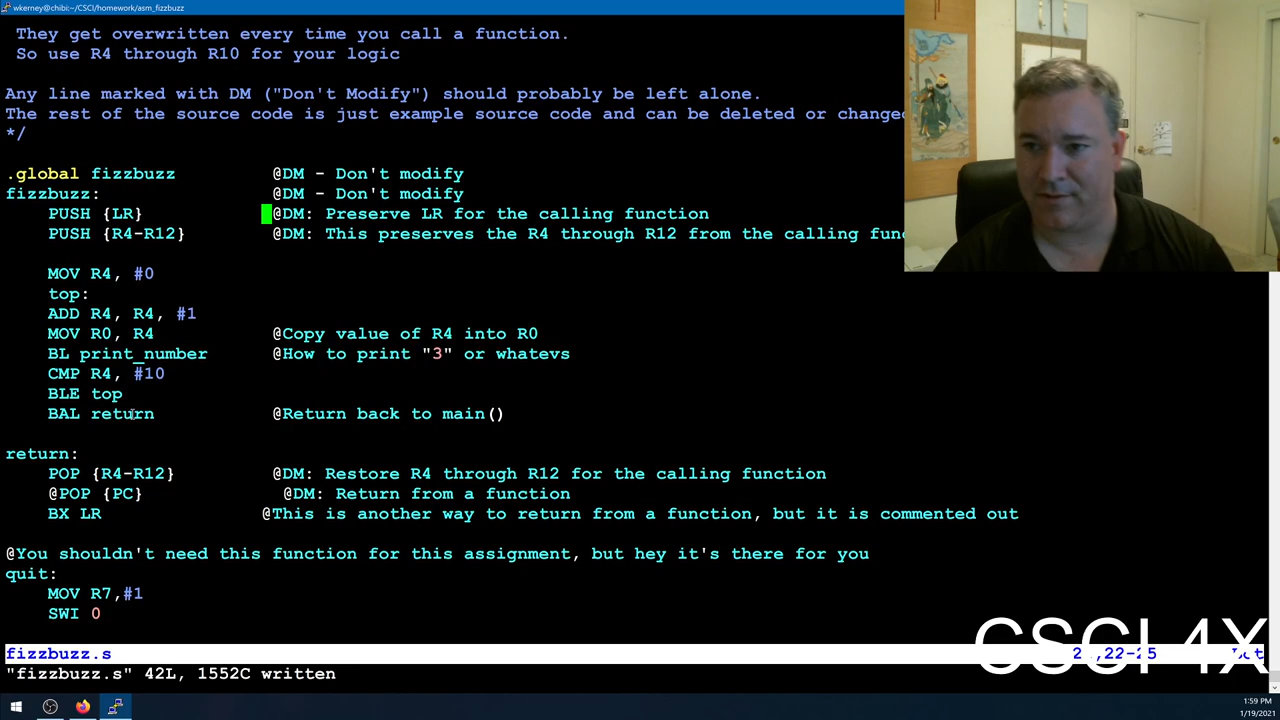 wkerney@chibi:~/CSCI/homework/asm_fizzbuzz
They get overwritten every time you call a function.
So use R4 through R10 for your logic
Any line marked with DM ("Don't Modify") should probably be left alone.
The rest of the source code is just example source code and can be deleted or change
*/
.global fizzbuzz @DM - Don't modify
fizzbuzz: @DM - Don't modify
PUSH {LR} @DM: Preserve LR for the calling function
PUSH {R4-R12} @DM: This preserves the R4 through R12 from the calling fun
MOV R4, #0
top:
ADD R4, R4, #1
MOV R0, R4 @Copy value of R4 into R0
BL print_number @How to print "3" or whatevs
CMP R4, #10
BLE top
BAL return @Return back to main()
return:
POP {R4-R12} @DM: Restore R4 through R12 for the calling function
@POP {PC} @DM: Return from a function
BX LR @This is another way to return from a function, but it is commented out
@You shouldn't need this function for this assignment, but hey it's there for you
quit:
MOV R7,#1
SWI 0
CSCI 4X
fizzbuzz.s ,22-25
"fizzbuzz.s" 42L, 1552C written
1:59 PM
1/19/2021